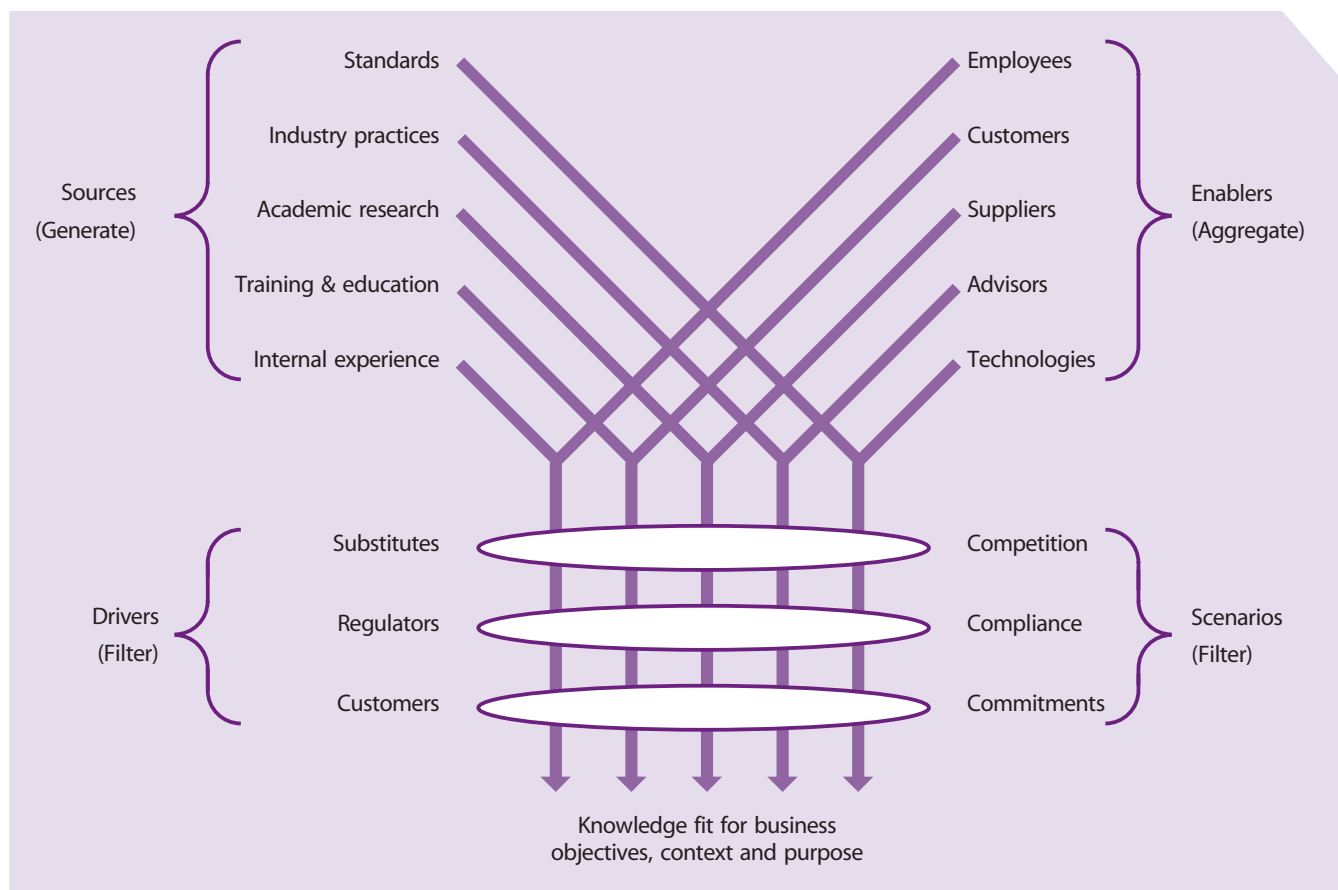 Sources
(Generate)
Standards
Industry practices
Academic research
Training & education
Internal experience
Employees
Customers
Suppliers
Advisors
Technologies
Enablers
(Aggregate)
Drivers
(Filter)
Substitutes
Regulators
Customers
Competition
Compliance
Commitments
Scenarios
(Filter)
Knowledge fit for business
objectives, context and purpose